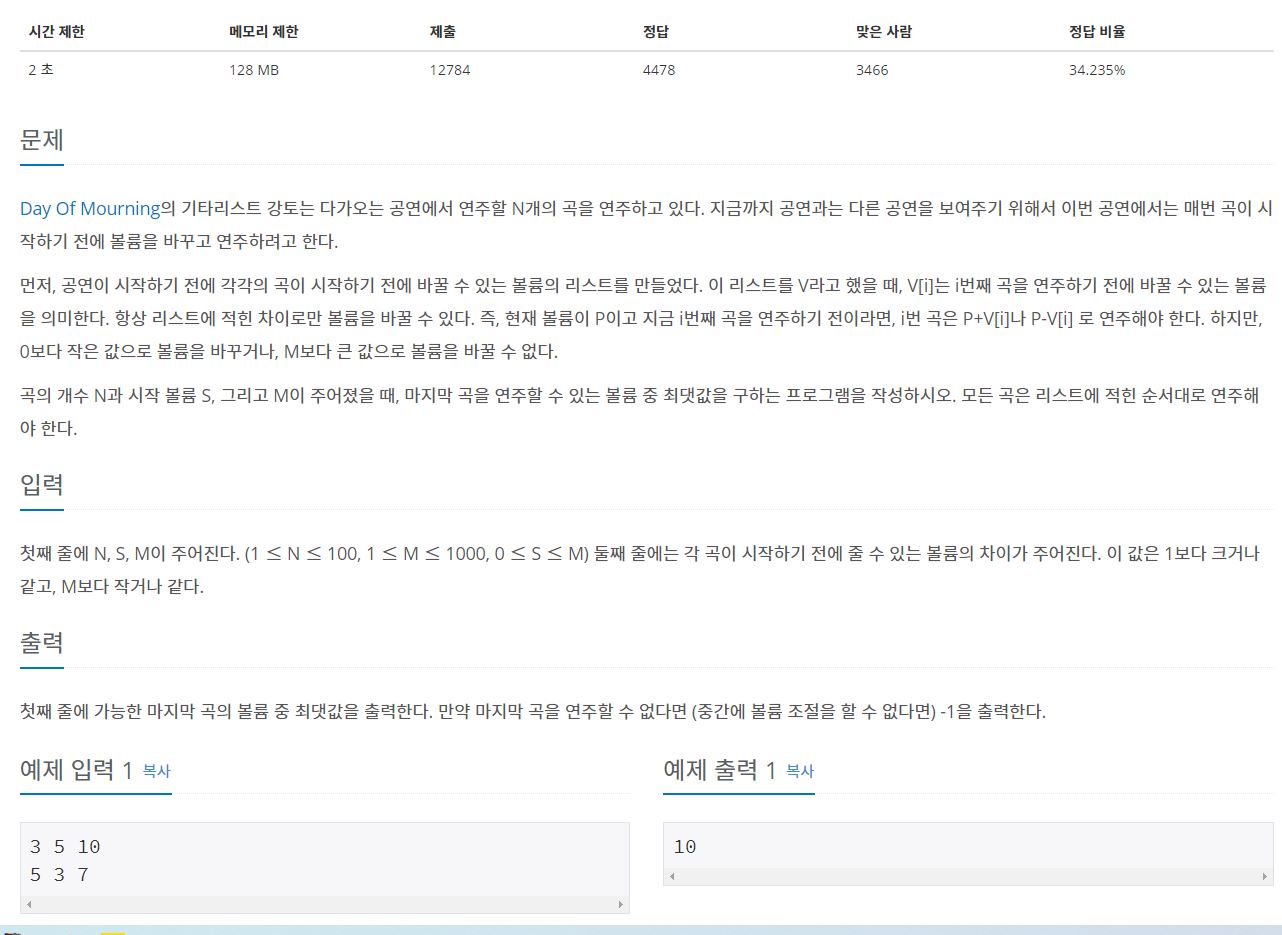 시간 제한 메모리 제한 제출 정답 맞은 사람 정답 비율
2 초 128 MB 12784 4478 3466 34.235%
문제
Day Of Mourning의 기타리스트 강토는 다가오는 공연에서 연주할 N개의 곡을 연주하고 있다. 지금까지 공연과는 다른 공연을 보여주기 위해서 이번 공연에서는 매번 곡이 시
작하기 전에 볼륨을 바꾸고 연주하려고 한다.
먼저, 공연이 시작하기 전에 각각의 곡이 시작하기 전에 바꿀 수 있는 볼륨의 리스트를 만들었다. 이 리스트를 V라고 했을 때, V[i]는 i번째 곡을 연주하기 전에 바꿀 수 있는 볼륨
을 의미한다. 항상 리스트에 적힌 차이로만 볼륨을 바꿀 수 있다. 즉, 현재 볼륨이 P이고 지금 i번째 곡을 연주하기 전이라면, i번 곡은 P+V[i]나 P-V[i] 로 연주해야 한다. 하지만,
0보다 작은 값으로 볼륨을 바꾸거나, M보다 큰 값으로 볼륨을 바꿀 수 없다.
곡의 개수 N과 시작 볼륨 S, 그리고 M이 주어졌을 때, 마지막 곡을 연주할 수 있는 볼륨 중 최댓값을 구하는 프로그램을 작성하시오. 모든 곡은 리스트에 적힌 순서대로 연주해
야 한다.
입력
첫째 줄에 N, S, M이 주어진다. (1 ≤ N ≤ 100, 1 ≤ M ≤ 1000, 0 ≤ S ≤ M) 둘째 줄에는 각 곡이 시작하기 전에 줄 수 있는 볼륨의 차이가 주어진다. 이 값은 1보다 크거나
같고, M보다 작거나 같다.
출력
첫째 줄에 가능한 마지막 곡의 볼륨 중 최댓값을 출력한다. 만약 마지막 곡을 연주할 수 없다면 (중간에 볼륨 조절을 할 수 없다면) -1을 출력한다.
예제 입력 1 복사
3 5 10
5 3 7
예제 출력 1 복사
10